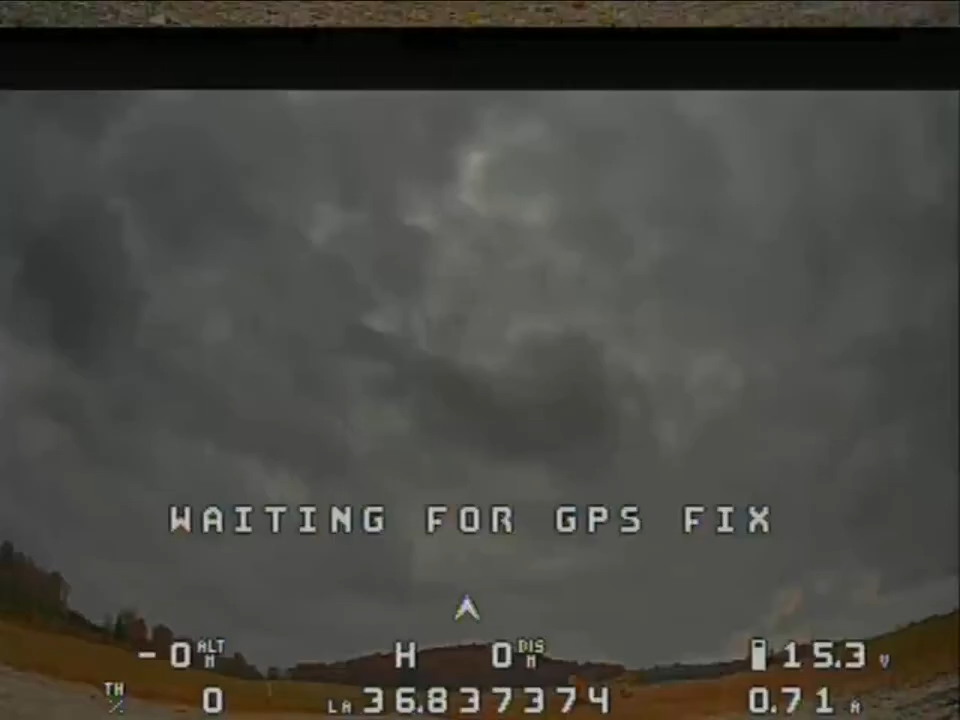 WAITING FOR GPS FIX
-0 ALT M H 0 DIS M 15.3 V
TH % 0 LA 36.837374 0.71 A